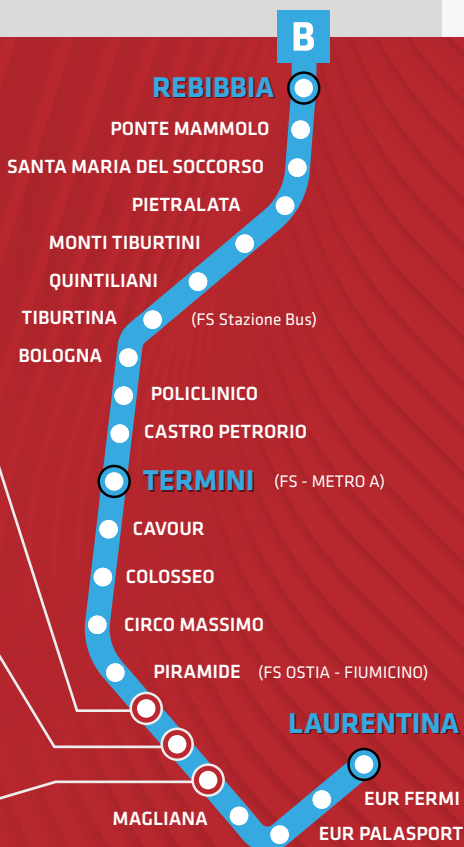 B
REBIBBIA
PONTE MAMMOLO
SANTA MARIA DEL SOCCORSO
PIETRALATA
MONTI TIBURTINI
QUINTILIANI
TIBURTINA (FS Stazione Bus)
BOLOGNA
POLICLINICO
CASTRO PETRORIO
TERMINI (FS - METRO A)
CAVOUR
COLOSSEO
CIRCO MASSIMO
PIRAMIDE (FS OSTIA - FIUMICINO)
LAURENTINA
EUR FERMI
MAGLIANA
EUR PALASPORT